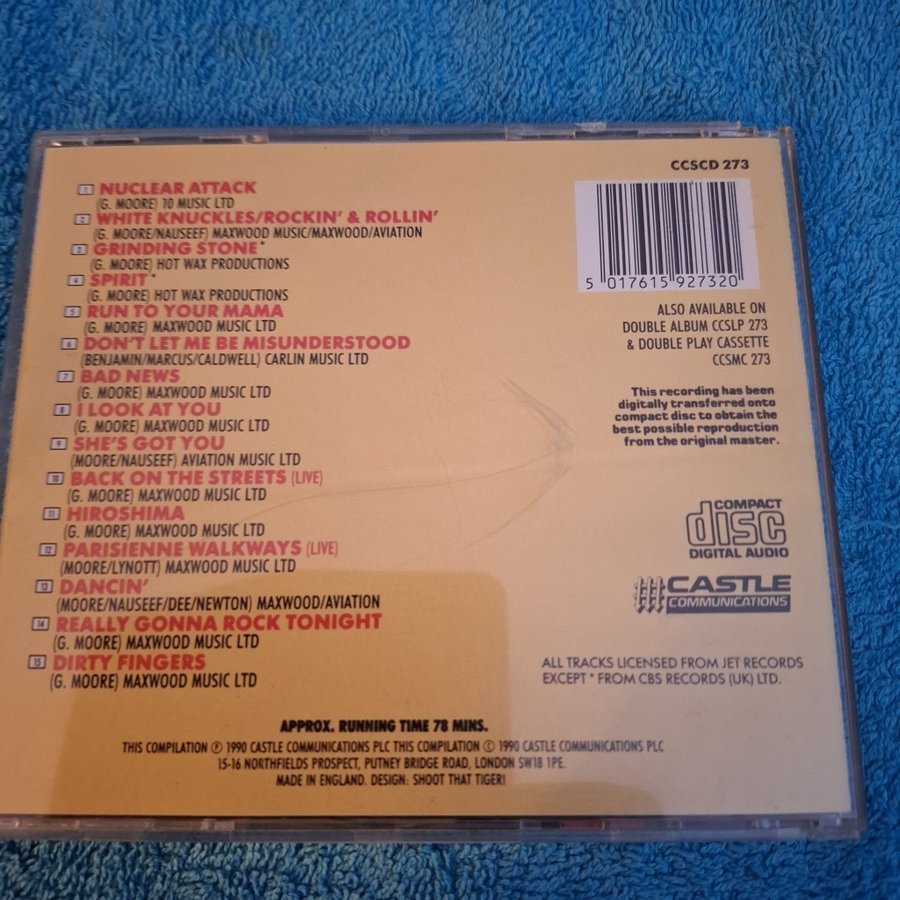 CCSCD 273
5 017615 927320
ALSO AVAILABLE ON
DOUBLE ALBUM CCSLP 273
& DOUBLE PLAY CASSETTE
CCSMC 273
This recording has been
digitally transferred onto
compact disc to obtain the
best possible reproduction
from the original master.
COMPACT
disc
DIGITAL AUDIO
CASTLE
COMMUNICATIONS
ALL TRACKS LICENSED FROM JET RECORDS
EXCEPT * FROM CBS RECORDS (UK) LTD.
1 NUCLEAR ATTACK
(G. MOORE) 10 MUSIC LTD
2 WHITE KNUCKLES/ROCKIN' & ROLLIN'
(G. MOORE/NAUSEEF) MAXWOOD MUSIC/MAXWOOD/AVIATION
3 GRINDING STONE*
(G. MOORE) HOT WAX PRODUCTIONS
4 SPIRIT*
(G. MOORE) HOT WAX PRODUCTIONS
5 RUN TO YOUR MAMA
(G. MOORE) MAXWOOD MUSIC LTD
6 DON'T LET ME BE MISUNDERSTOOD
(BENJAMIN/MARCUS/CALDWELL) CARLIN MUSIC LTD
7 BAD NEWS
(G. MOORE) MAXWOOD MUSIC LTD
8 I LOOK AT YOU
(G. MOORE) MAXWOOD MUSIC LTD
9 SHE'S GOT YOU
(MOORE/NAUSEEF) AVIATION MUSIC LTD
10 BACK ON THE STREETS (LIVE)
(G. MOORE) MAXWOOD MUSIC LTD
11 HIROSHIMA
(G. MOORE) MAXWOOD MUSIC LTD
12 PARISIENNE WALKWAYS (LIVE)
(MOORE/LYNOTT) MAXWOOD MUSIC LTD
13 DANCIN'
(MOORE/NAUSEEF/DEE/NEWTON) MAXWOOD/AVIATION
14 REALLY GONNA ROCK TONIGHT
(G. MOORE) MAXWOOD MUSIC LTD
15 DIRTY FINGERS
(G. MOORE) MAXWOOD MUSIC LTD
APPROX. RUNNING TIME 78 MINS.
THIS COMPILATION ℗ 1990 CASTLE COMMUNICATIONS PLC THIS COMPILATION © 1990 CASTLE COMMUNICATIONS PLC
15-16 NORTHFIELDS PROSPECT, PUTNEY BRIDGE ROAD, LONDON SW18 1PE.
MADE IN ENGLAND. DESIGN: SHOOT THAT TIGER!